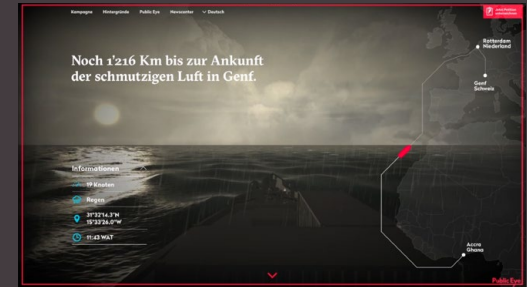 Kampagne Hintergründe Public Eye Newscenter Deutsch
Noch 1'216 Km bis zur Ankunft
der schmutzigen Luft in Genf.
Rotterdam
Niederland
Genf
Schweiz
Informationen
17 Knoten
Regen
31°32'14.3"N
15°33'26.0"W
11:43 WAT
Accra
Ghana
Public Eye